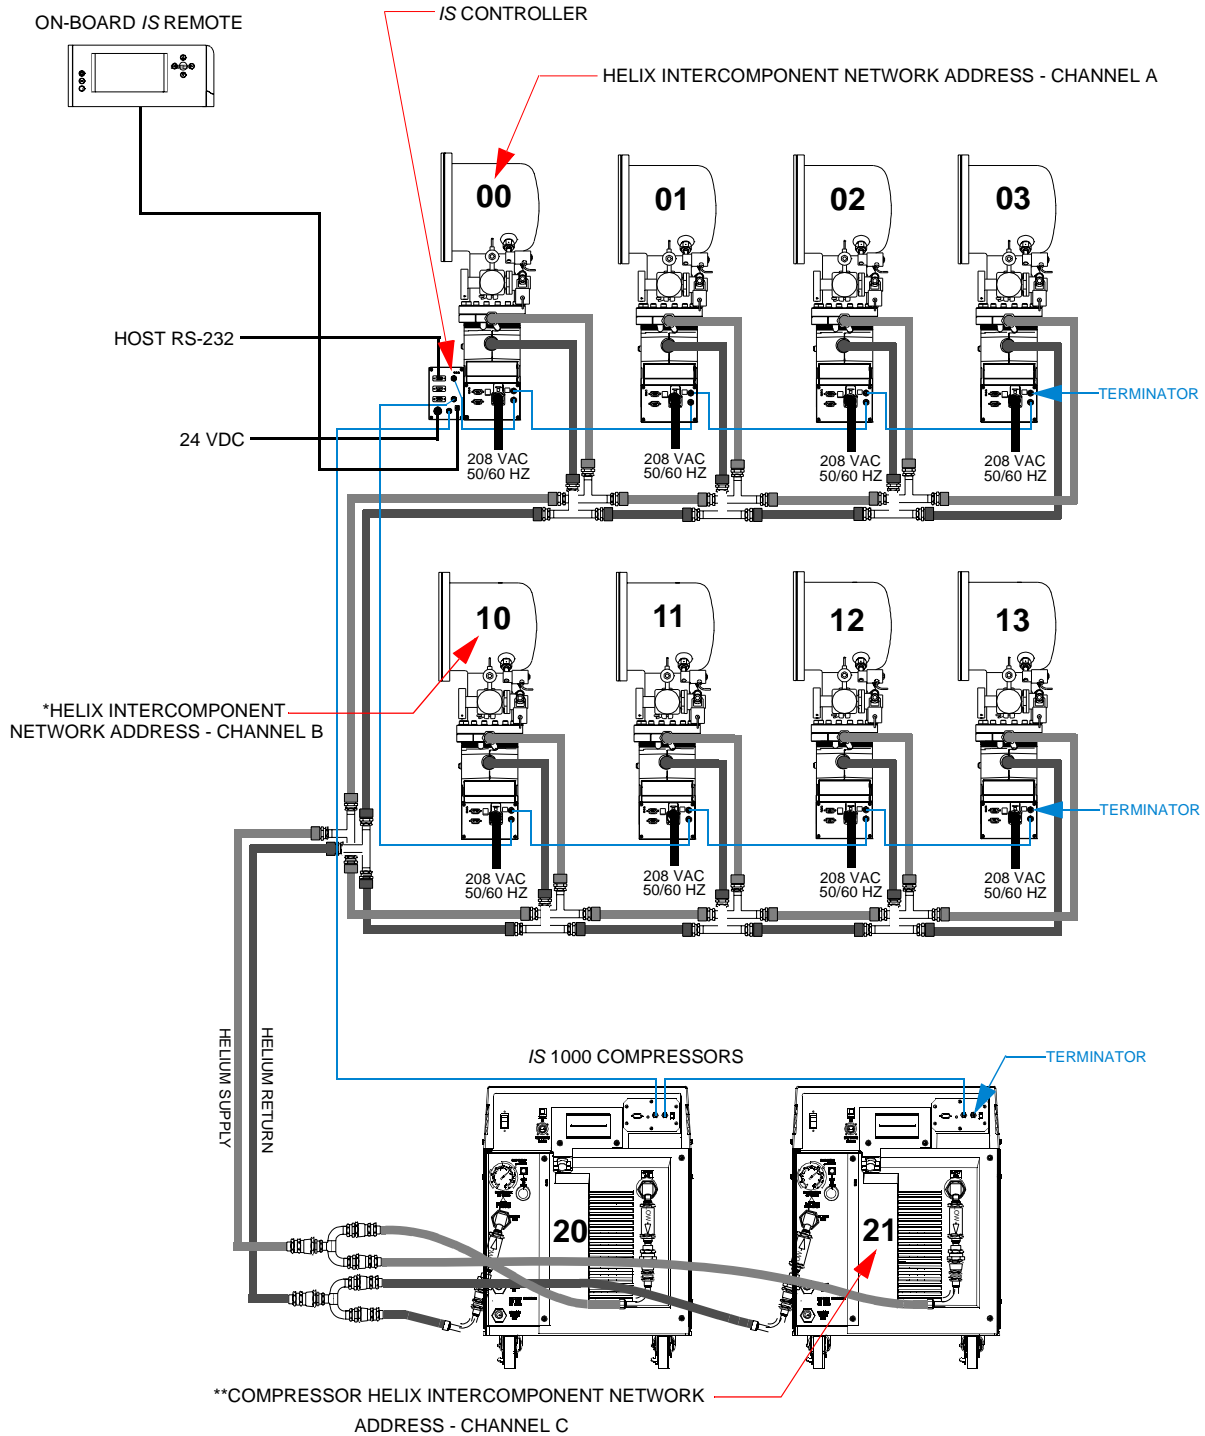 IS CONTROLLER
ON-BOARD IS REMOTE
HELIX INTERCOMPONENT NETWORK ADDRESS - CHANNEL A
00
01
02
03
HOST RS-232
TERMINATOR
24 VDC
208 VAC
50/60 HZ
208 VAC
50/60 HZ
208 VAC
50/60 HZ
208 VAC
50/60 HZ
10
11
12
13
*HELIX INTERCOMPONENT
NETWORK ADDRESS - CHANNEL B
TERMINATOR
208 VAC
50/60 HZ
208 VAC
50/60 HZ
208 VAC
50/60 HZ
208 VAC
50/60 HZ
HELIUM SUPPLY
HELIUM RETURN
IS 1000 COMPRESSORS
TERMINATOR
20
21
**COMPRESSOR HELIX INTERCOMPONENT NETWORK
ADDRESS - CHANNEL C